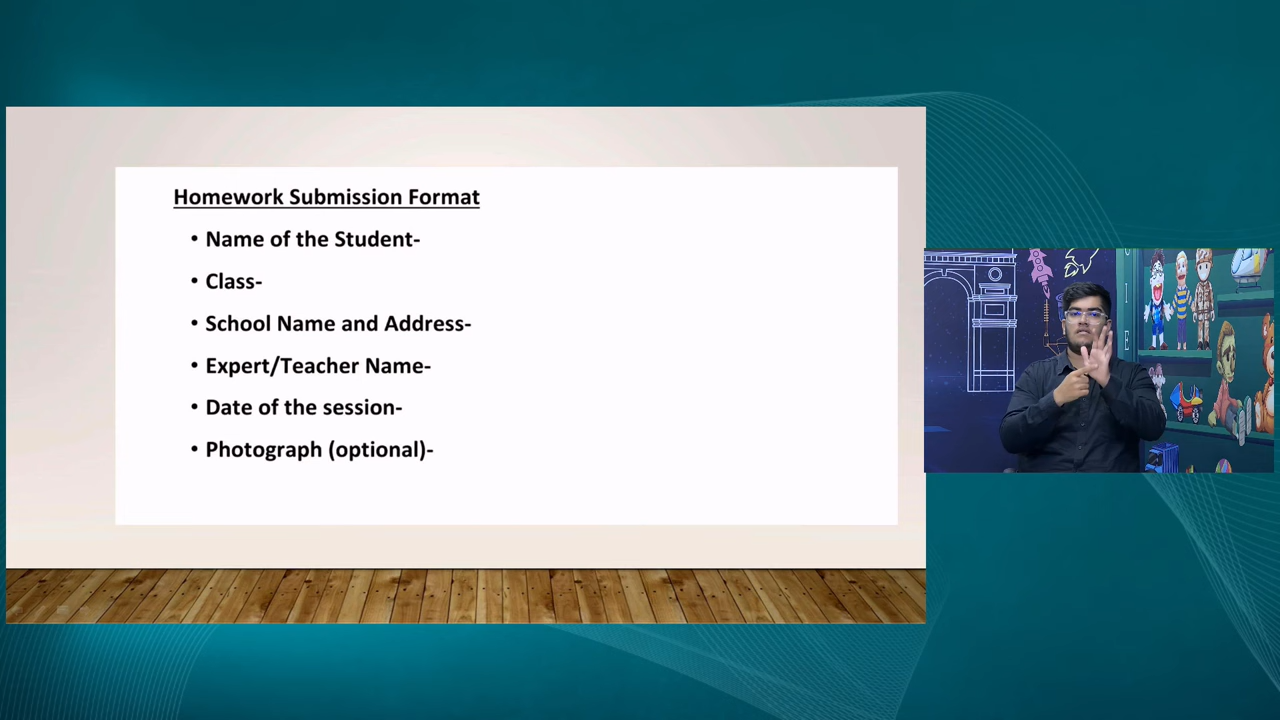 Homework Submission Format
• Name of the Student-
• Class-
• School Name and Address-
• Expert/Teacher Name-
• Date of the session-
• Photograph (optional)-